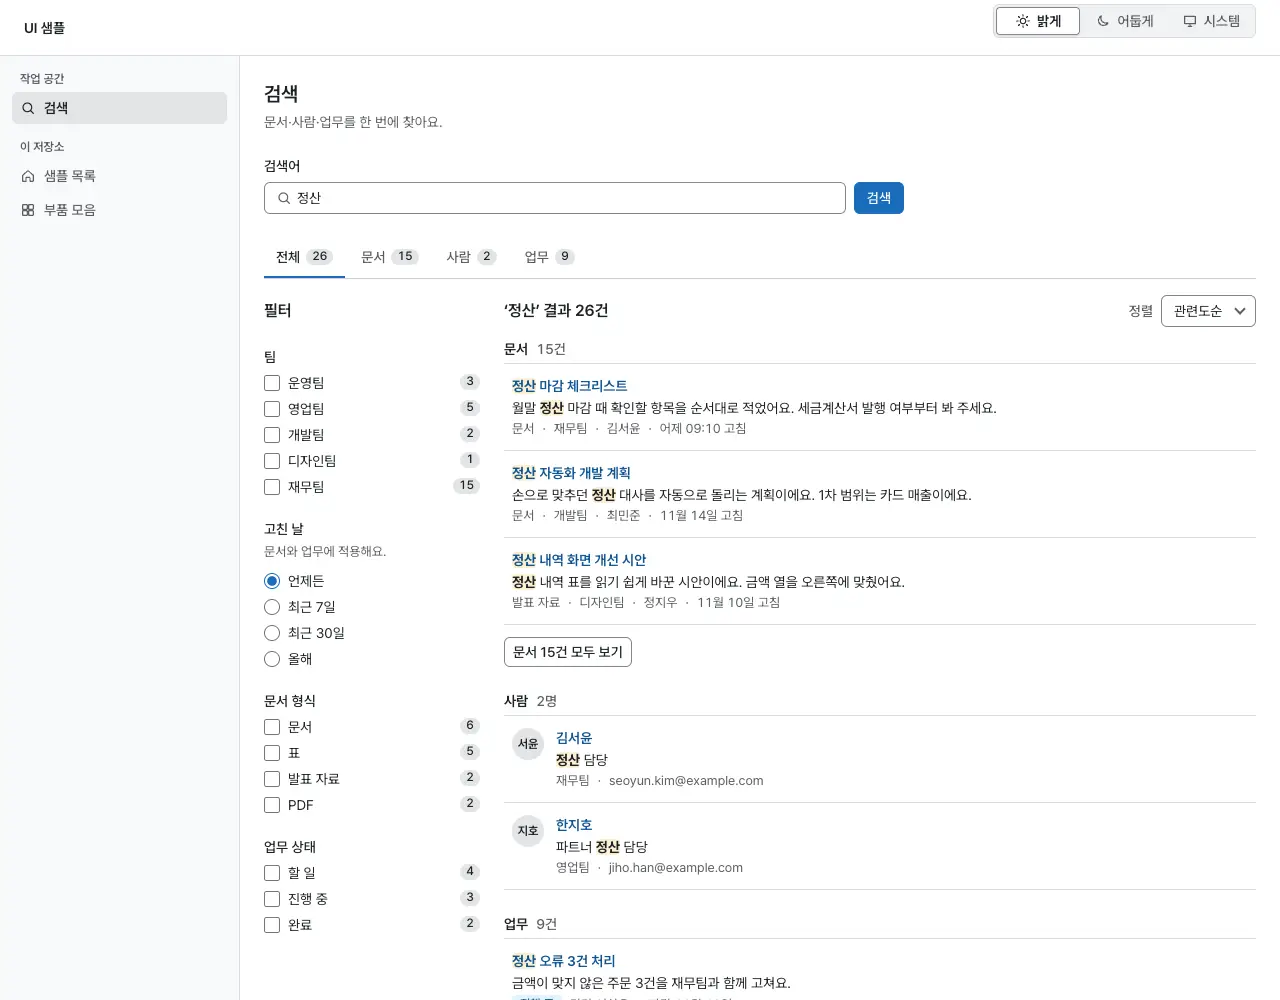 UI 샘플
밝게
어둡게
시스템
작업 공간
검색
이 저장소
샘플 목록
부품 모음
검색
문서·사람·업무를 한 번에 찾아요.
검색어
정산
검색
전체 26
문서 15
사람 2
업무 9
필터
팀
운영팀 3
영업팀 5
개발팀 2
디자인팀 1
재무팀 15
고친 날
문서와 업무에 적용해요.
언제든
최근 7일
최근 30일
올해
문서 형식
문서 6
표 5
발표 자료 2
PDF 2
업무 상태
할 일 4
진행 중 3
완료 2
‘정산’ 결과 26건
정렬 관련도순
문서 15건
정산 마감 체크리스트
월말 정산 마감 때 확인할 항목을 순서대로 적었어요. 세금계산서 발행 여부부터 봐 주세요.
문서 · 재무팀 · 김서윤 · 어제 09:10 고침
정산 자동화 개발 계획
손으로 맞추던 정산 대사를 자동으로 돌리는 계획이에요. 1차 범위는 카드 매출이에요.
문서 · 개발팀 · 최민준 · 11월 14일 고침
정산 내역 화면 개선 시안
정산 내역 표를 읽기 쉽게 바꾼 시안이에요. 금액 열을 오른쪽에 맞췄어요.
발표 자료 · 디자인팀 · 정지우 · 11월 10일 고침
문서 15건 모두 보기
사람 2명
서윤
김서윤
정산 담당
재무팀 · seoyun.kim@example.com
지호
한지호
파트너 정산 담당
영업팀 · jiho.han@example.com
업무 9건
정산 오류 3건 처리
금액이 맞지 않은 주문 3건을 재무팀과 함께 고쳐요.